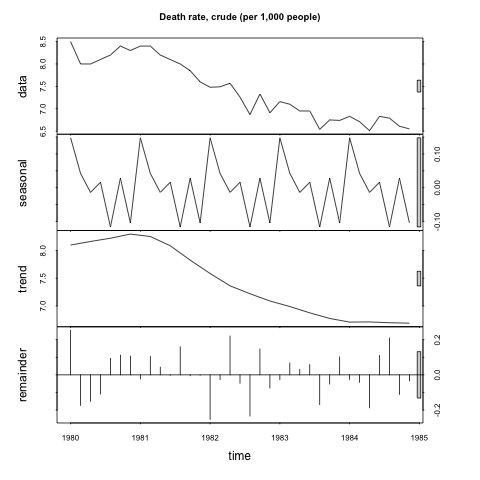 Death rate, crude (per 1,000 people)
data
6.5 7.0 7.5 8.0 8.5
seasonal
-0.10 0.00 0.10
trend
7.0 7.5 8.0
remainder
-0.2 0.0 0.2
1980 1981 1982 1983 1984 1985
time